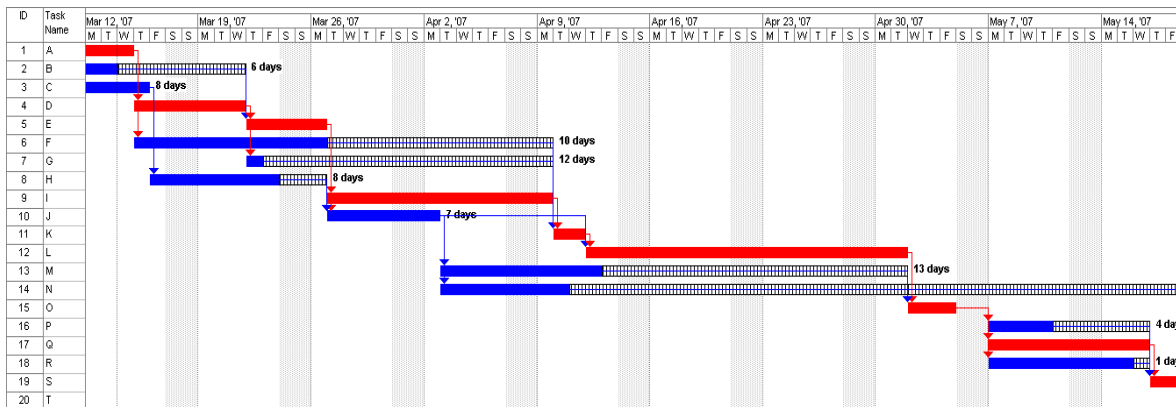 ID Task Name Mar 12, '07 Mar 19, '07 Mar 26, '07 Apr 2, '07 Apr 9, '07 Apr 16, '07 Apr 23, '07 Apr 30, '07 May 7, '07 May 14, '07
M T W T F S S M T W T F S S M T W T F S S M T W T F S S M T W T F S S M T W T F S S M T W T F S S M T W T F S S M T W T F S S M T W T F
1 A
2 B 6 days
3 C 8 days
4 D
5 E
6 F 10 days
7 G 12 days
8 H 8 days
9 I
10 J 7 days
11 K
12 L
13 M 13 days
14 N
15 O
16 P 4 da
17 Q
18 R 1 da
19 S
20 T